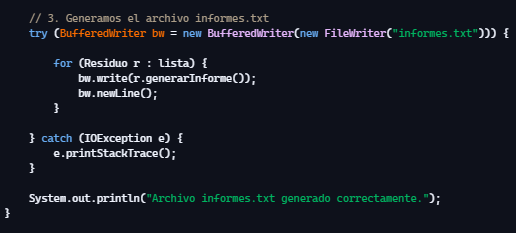 // 3. Generamos el archivo informes.txt
try (BufferedWriter bw = new BufferedWriter(new FileWriter("informes.txt"))) {
for (Residuo r : lista) {
bw.write(r.generarInforme());
bw.newLine();
}
} catch (IOException e) {
e.printStackTrace();
}
System.out.println("Archivo informes.txt generado correctamente.");
}